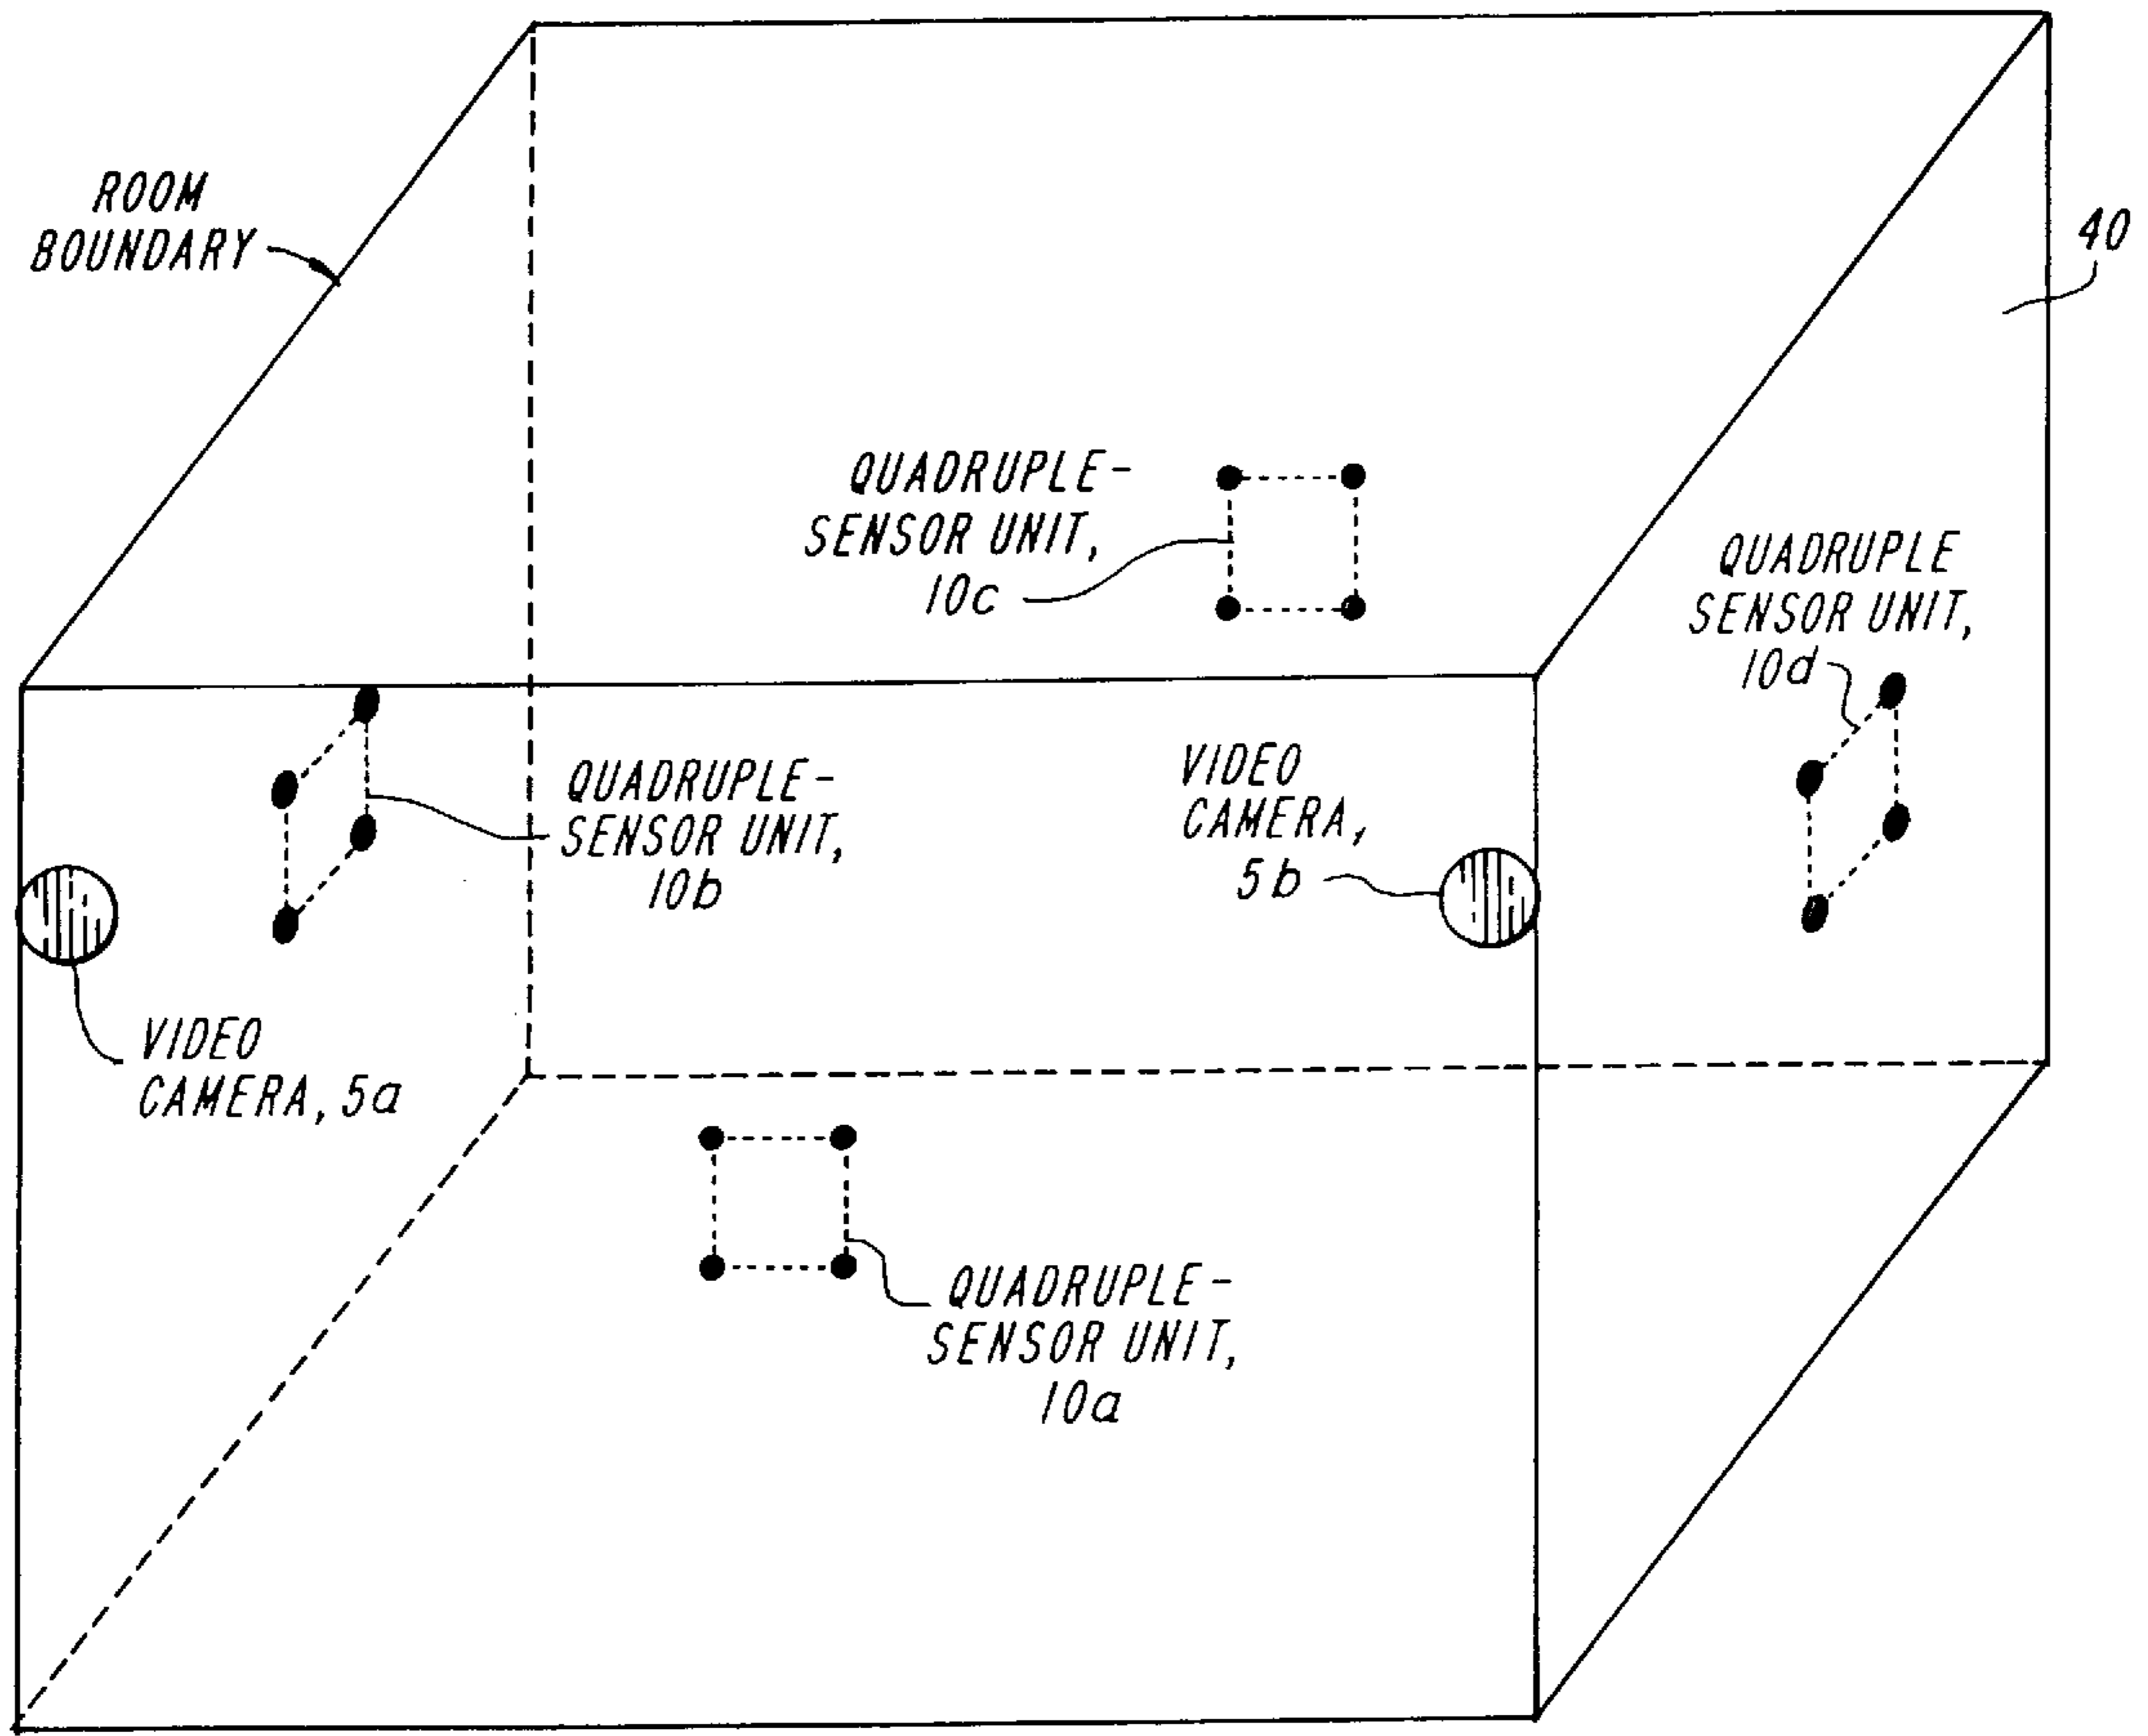 ROOM
BOUNDARY
40
QUADRUPLE-
SENSOR UNIT,
10c
QUADRUPLE
SENSOR UNIT,
10d
QUADRUPLE-
SENSOR UNIT,
10b
VIDEO
CAMERA,
5b
VIDEO
CAMERA, 5a
QUADRUPLE-
SENSOR UNIT,
10a